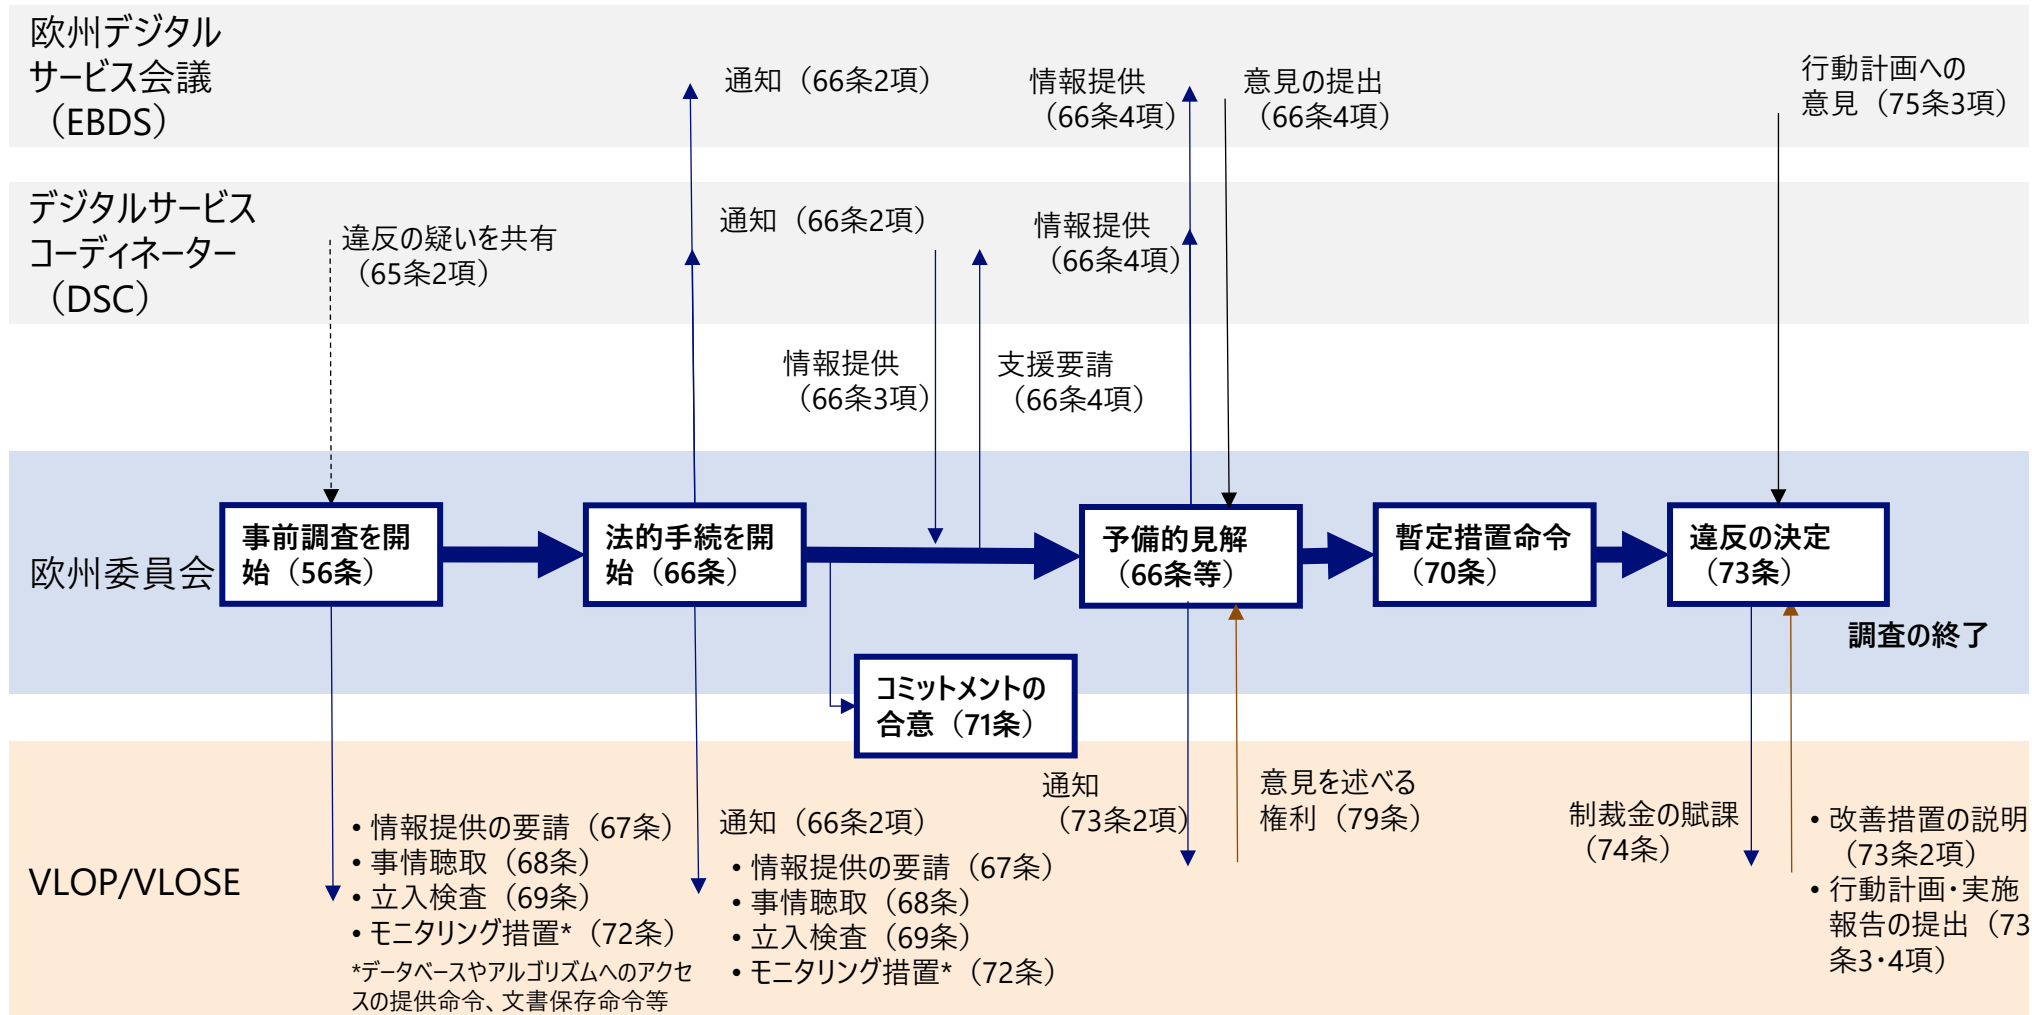 欧州デジタル
サービス会議
（EBDS）
通知（66条2項）
情報提供
（66条4項）
意見の提出
（66条4項）
行動計画への
意見（75条3項）
デジタルサービス
コーディネーター
（DSC）
違反の疑いを共有
（65条2項）
通知（66条2項）
情報提供
（66条4項）
情報提供
（66条3項）
支援要請
（66条4項）
欧州委員会
事前調査を開
始（56条）
法的手続を開
始（66条）
予備的見解
（66条等）
暫定措置命令
（70条）
違反の決定
（73条）
調査の終了
コミットメントの
合意（71条）
VLOP/VLOSE
• 情報提供の要請（67条）
• 事情聴取（68条）
• 立入検査（69条）
• モニタリング措置*（72条）
*データベースやアルゴリズムへのアクセ
スの提供命令、文書保存命令等
通知（66条2項）
• 情報提供の要請（67条）
• 事情聴取（68条）
• 立入検査（69条）
• モニタリング措置*（72条）
通知
（73条2項）
意見を述べる
権利（79条）
制裁金の賦課
（74条）
• 改善措置の説明
（73条2項）
• 行動計画・実施
報告の提出（73
条3・4項）